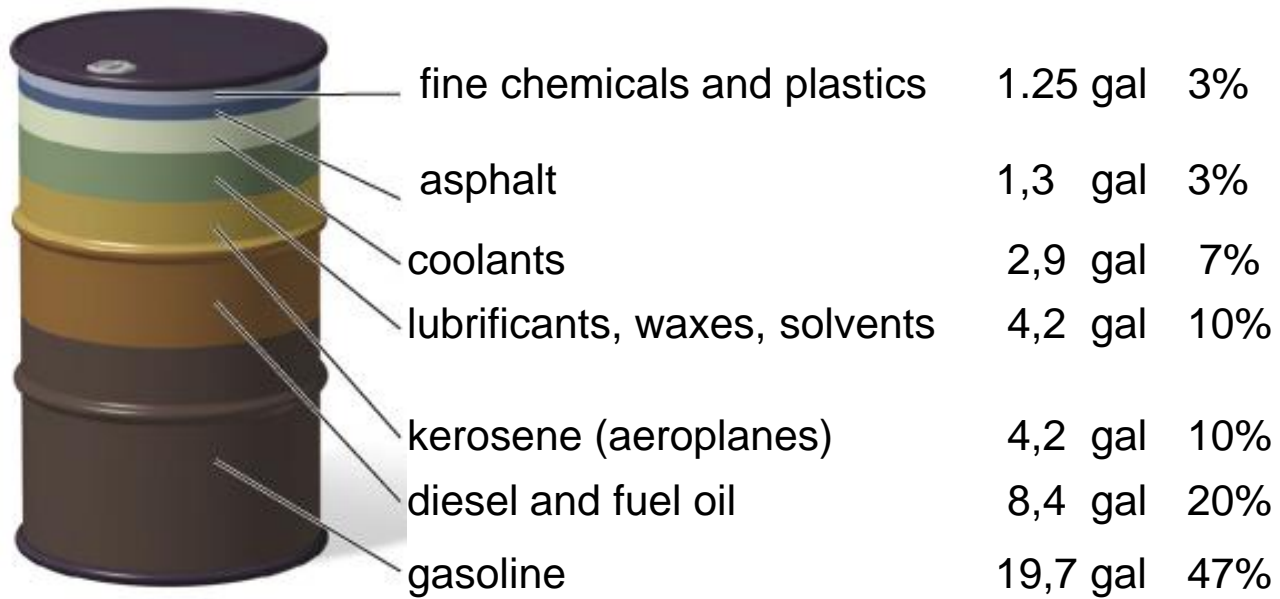 fine chemicals and plastics 1.25 gal 3%
asphalt 1,3 gal 3%
coolants 2,9 gal 7%
lubrificants, waxes, solvents 4,2 gal 10%
kerosene (aeroplanes) 4,2 gal 10%
diesel and fuel oil 8,4 gal 20%
gasoline 19,7 gal 47%